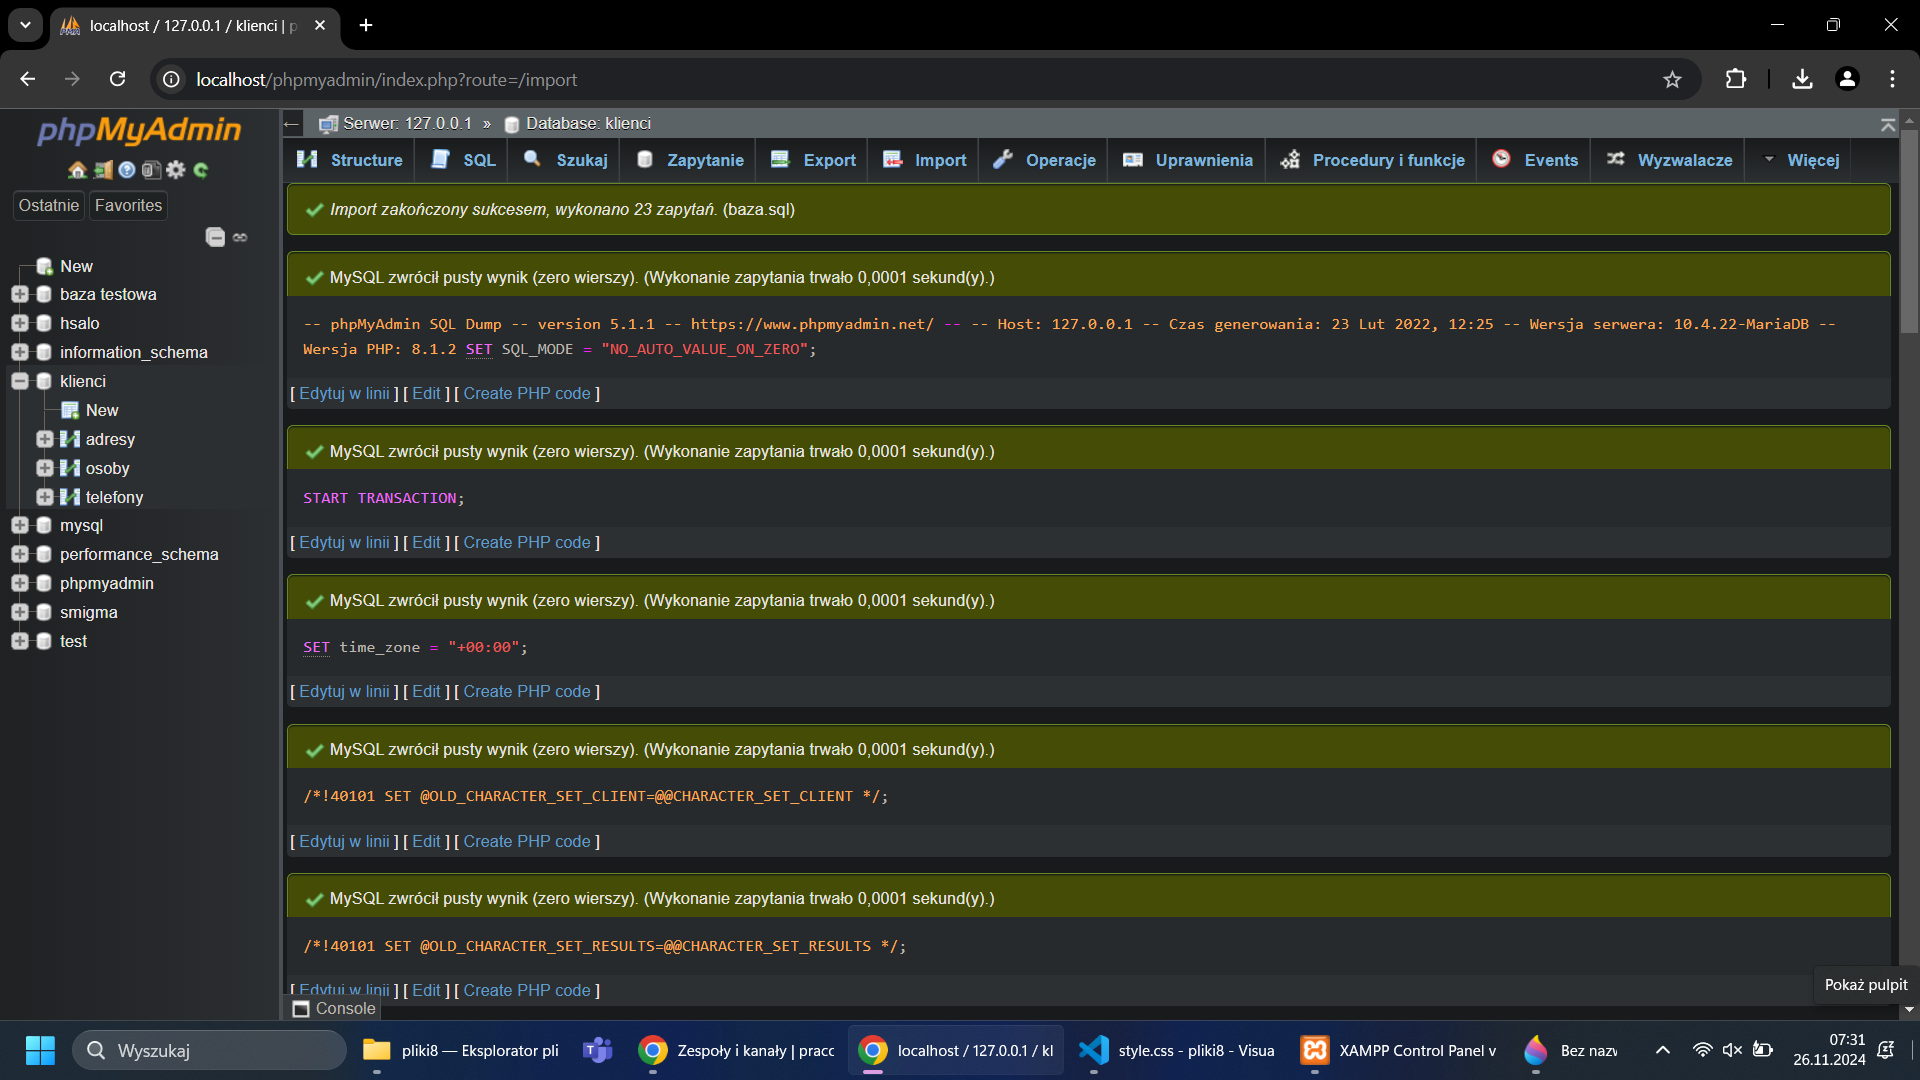 localhost / 127.0.0.1 / klienci | p
localhost/phpmyadmin/index.php?route=/import
phpMyAdmin
Ostatnie Favorites
New
baza testowa
hsalo
information_schema
klienci
New
adresy
osoby
telefony
mysql
performance_schema
phpmyadmin
smigma
test
Serwer: 127.0.0.1 » Database: klienci
Structure SQL Szukaj Zapytanie Export Import Operacje Uprawnienia Procedury i funkcje Events Wyzwalacze Więcej
Import zakończony sukcesem, wykonano 23 zapytań. (baza.sql)
MySQL zwrócił pusty wynik (zero wierszy). (Wykonanie zapytania trwało 0,0001 sekund(y).)
-- phpMyAdmin SQL Dump -- version 5.1.1 -- https://www.phpmyadmin.net/ -- -- Host: 127.0.0.1 -- Czas generowania: 23 Lut 2022, 12:25 -- Wersja serwera: 10.4.22-MariaDB --
Wersja PHP: 8.1.2 SET SQL_MODE = "NO_AUTO_VALUE_ON_ZERO";
[ Edytuj w linii ] [ Edit ] [ Create PHP code ]
MySQL zwrócił pusty wynik (zero wierszy). (Wykonanie zapytania trwało 0,0001 sekund(y).)
START TRANSACTION;
[ Edytuj w linii ] [ Edit ] [ Create PHP code ]
MySQL zwrócił pusty wynik (zero wierszy). (Wykonanie zapytania trwało 0,0001 sekund(y).)
SET time_zone = "+00:00";
[ Edytuj w linii ] [ Edit ] [ Create PHP code ]
MySQL zwrócił pusty wynik (zero wierszy). (Wykonanie zapytania trwało 0,0001 sekund(y).)
/*!40101 SET @OLD_CHARACTER_SET_CLIENT=@@CHARACTER_SET_CLIENT */;
[ Edytuj w linii ] [ Edit ] [ Create PHP code ]
MySQL zwrócił pusty wynik (zero wierszy). (Wykonanie zapytania trwało 0,0001 sekund(y).)
/*!40101 SET @OLD_CHARACTER_SET_RESULTS=@@CHARACTER_SET_RESULTS */;
[ Edytuj w linii ] [ Edit ] [ Create PHP code ]
Console
Pokaż pulpit
Wyszukaj
pliki8 — Eksplorator pli
Zespoły i kanały | pracc
localhost / 127.0.0.1 / kl
style.css - pliki8 - Visua
XAMPP Control Panel v
Bez nazv
07:31
26.11.2024